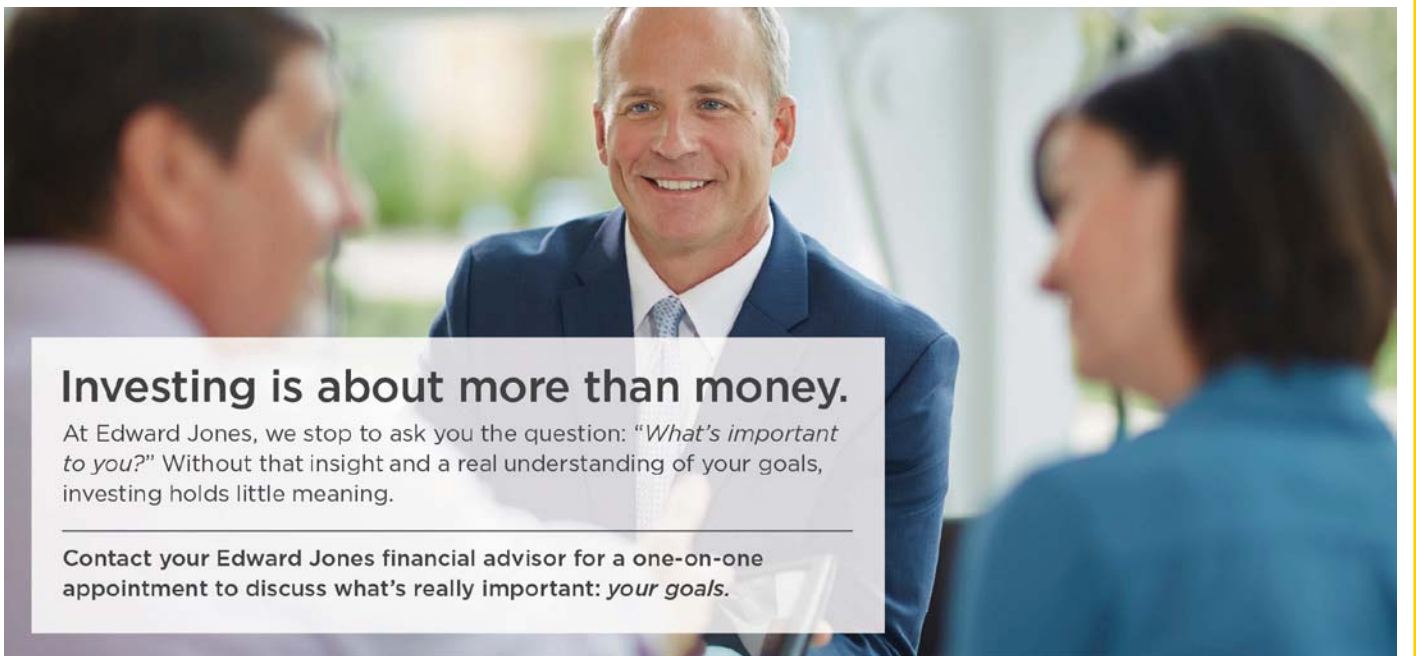 Investing is about more than money.
At Edward Jones, we stop to ask you the question: “What’s important
to you?” Without that insight and a real understanding of your goals,
investing holds little meaning.
Contact your Edward Jones financial advisor for a one-on-one
appointment to discuss what’s really important: your goals.